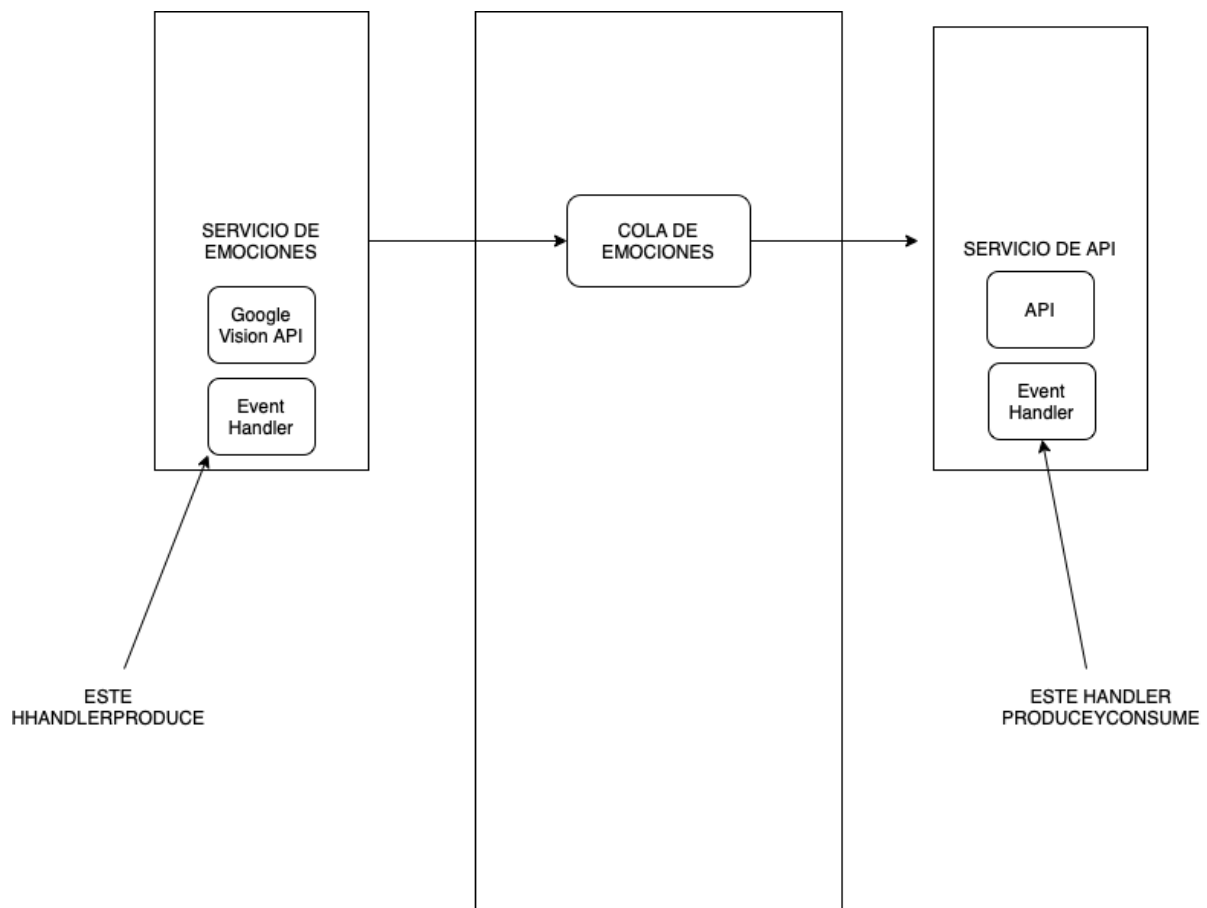 SERVICIO DE
EMOCIONES
Google
Vision API
Event
Handler
COLA DE
EMOCIONES
SERVICIO DE API
API
Event
Handler
ESTE
HHANDLERPRODUCE
ESTE HANDLER
PRODUCEYCONSUME